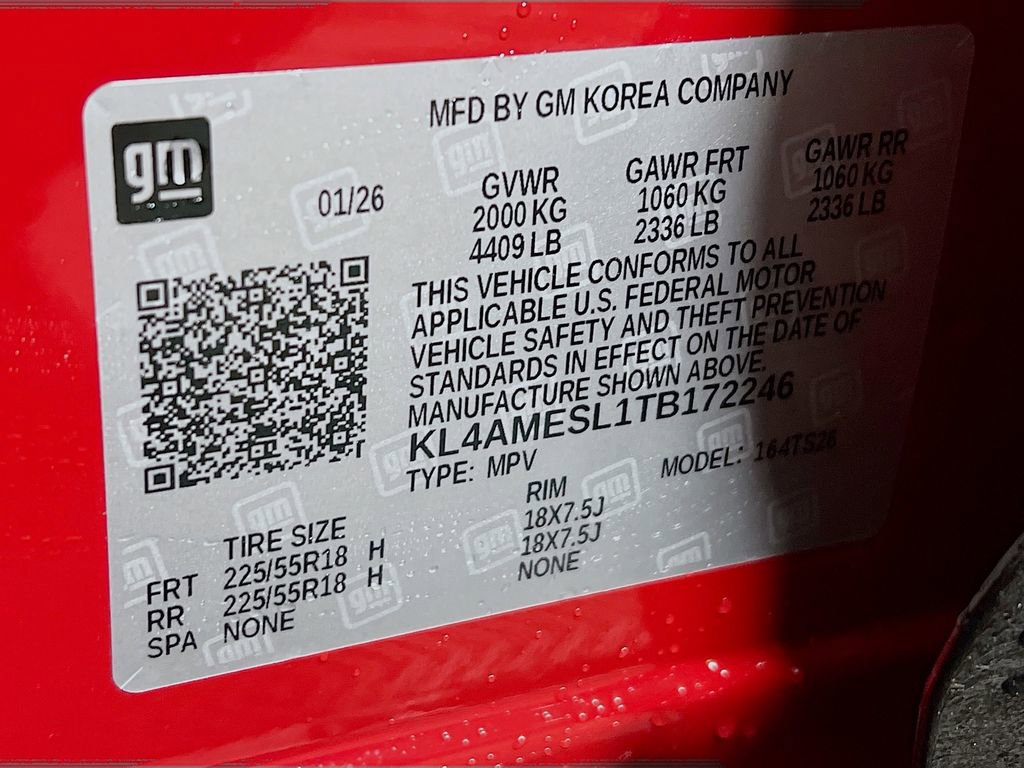 gm
MFD BY GM KOREA COMPANY
01/26
GVWR GAWR FRT GAWR RR
2000 KG 1060 KG 1060 KG
4409 LB 2336 LB 2336 LB
THIS VEHICLE CONFORMS TO ALL
APPLICABLE U.S. FEDERAL MOTOR
VEHICLE SAFETY AND THEFT PREVENTION
STANDARDS IN EFFECT ON THE DATE OF
MANUFACTURE SHOWN ABOVE.
KL4AMESL1TB172246
TYPE: MPV MODEL: 164TS26
TIRE SIZE RIM
FRT 225/55R18 H 18X7.5J
RR 225/55R18 H 18X7.5J
SPA NONE NONE